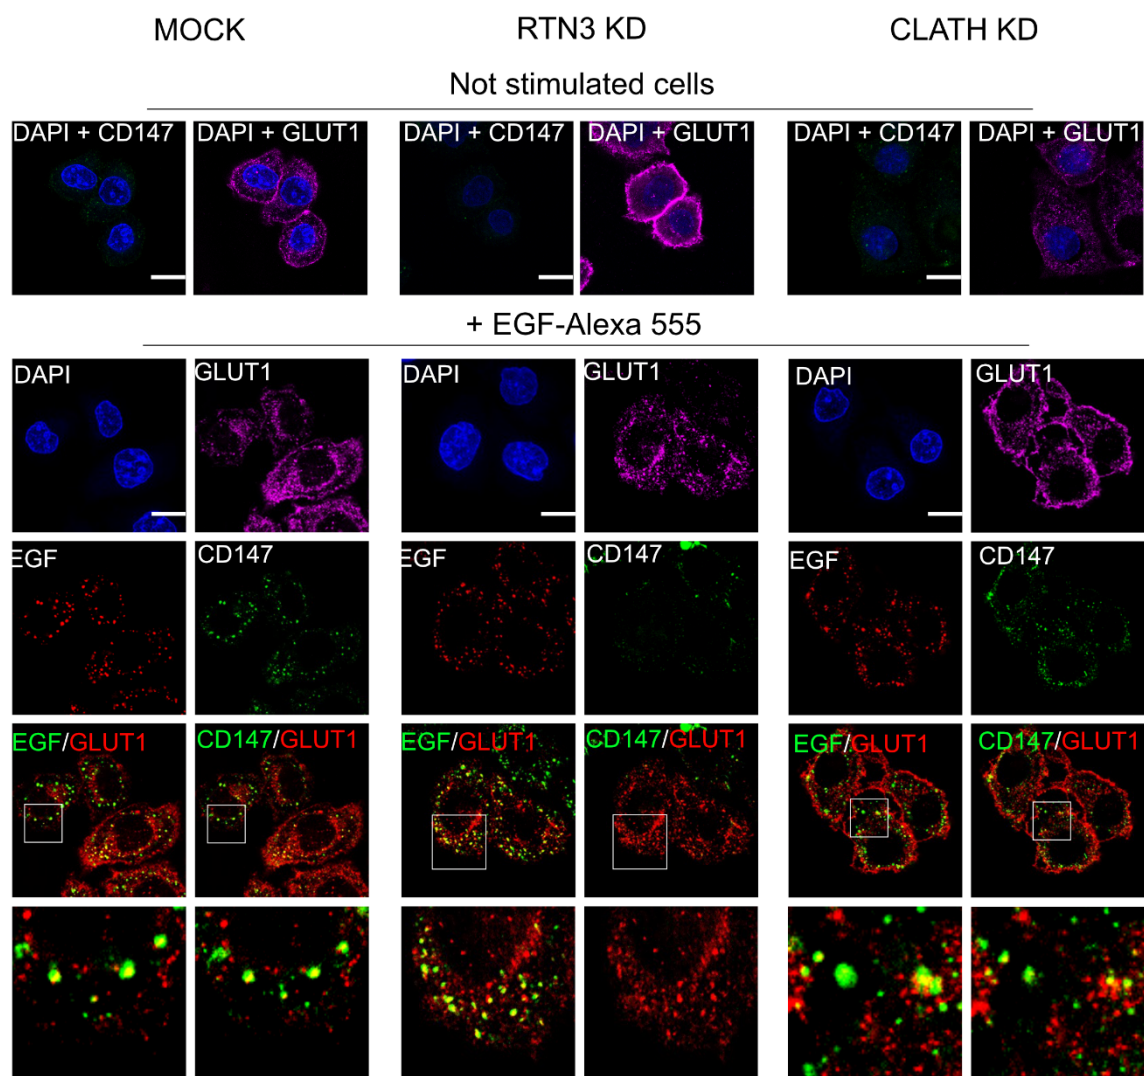 MOCK RTN3 KD CLATH KD
Not stimulated cells
DAPI + CD147 DAPI + GLUT1 DAPI + CD147 DAPI + GLUT1 DAPI + CD147 DAPI + GLUT1
+ EGF-Alexa 555
DAPI GLUT1 DAPI GLUT1 DAPI GLUT1
EGF CD147 EGF CD147 EGF CD147
EGF/GLUT1 CD147/GLUT1 EGF/GLUT1 CD147/GLUT1 EGF/GLUT1 CD147/GLUT1